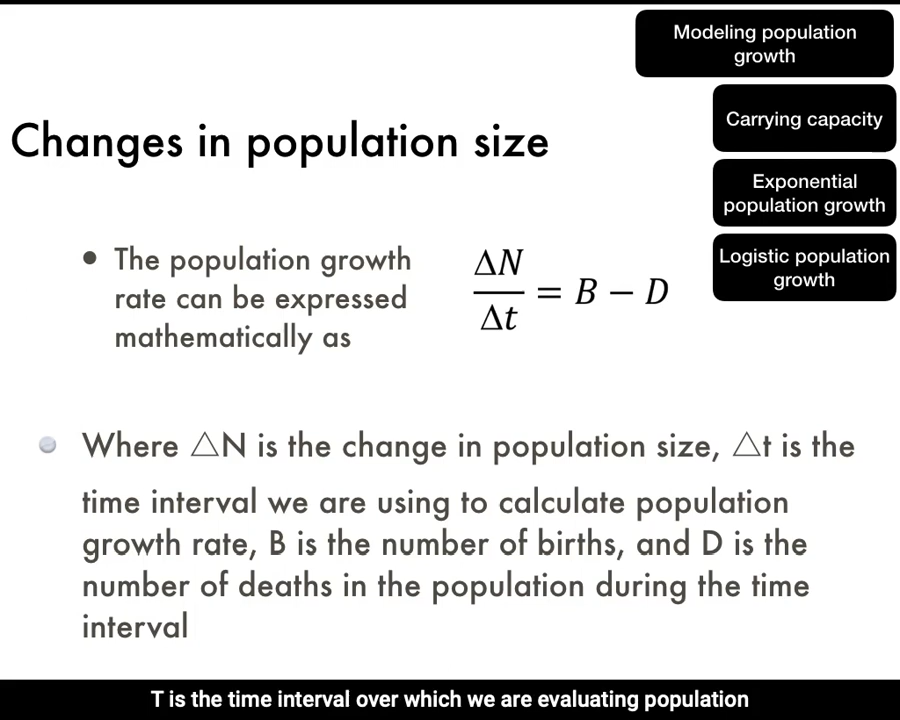 Modeling population
growth
Carrying capacity
Exponential
population growth
Logistic population
growth
Changes in population size
• The population growth
rate can be expressed
mathematically as
ΔN
Δt
= B − D
Where △N is the change in population size, △t is the
time interval we are using to calculate population
growth rate, B is the number of births, and D is the
number of deaths in the population during the time
interval
T is the time interval over which we are evaluating population